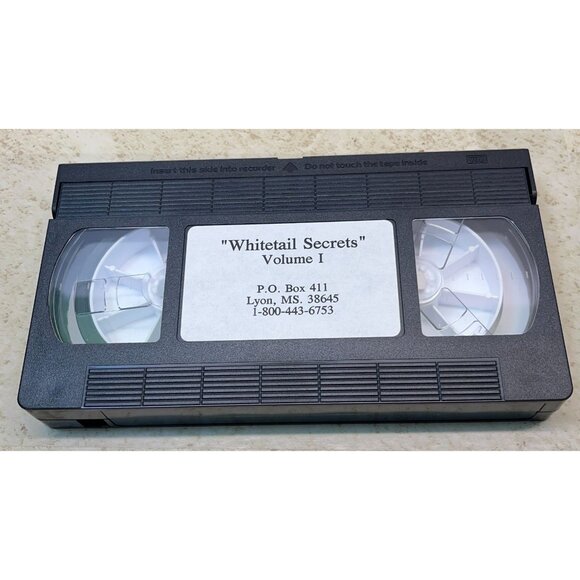 Insert this side into recorder Do not touch the tape inside
"Whitetail Secrets"
Volume I
P.O. Box 411
Lyon, MS. 38645
1-800-443-6753